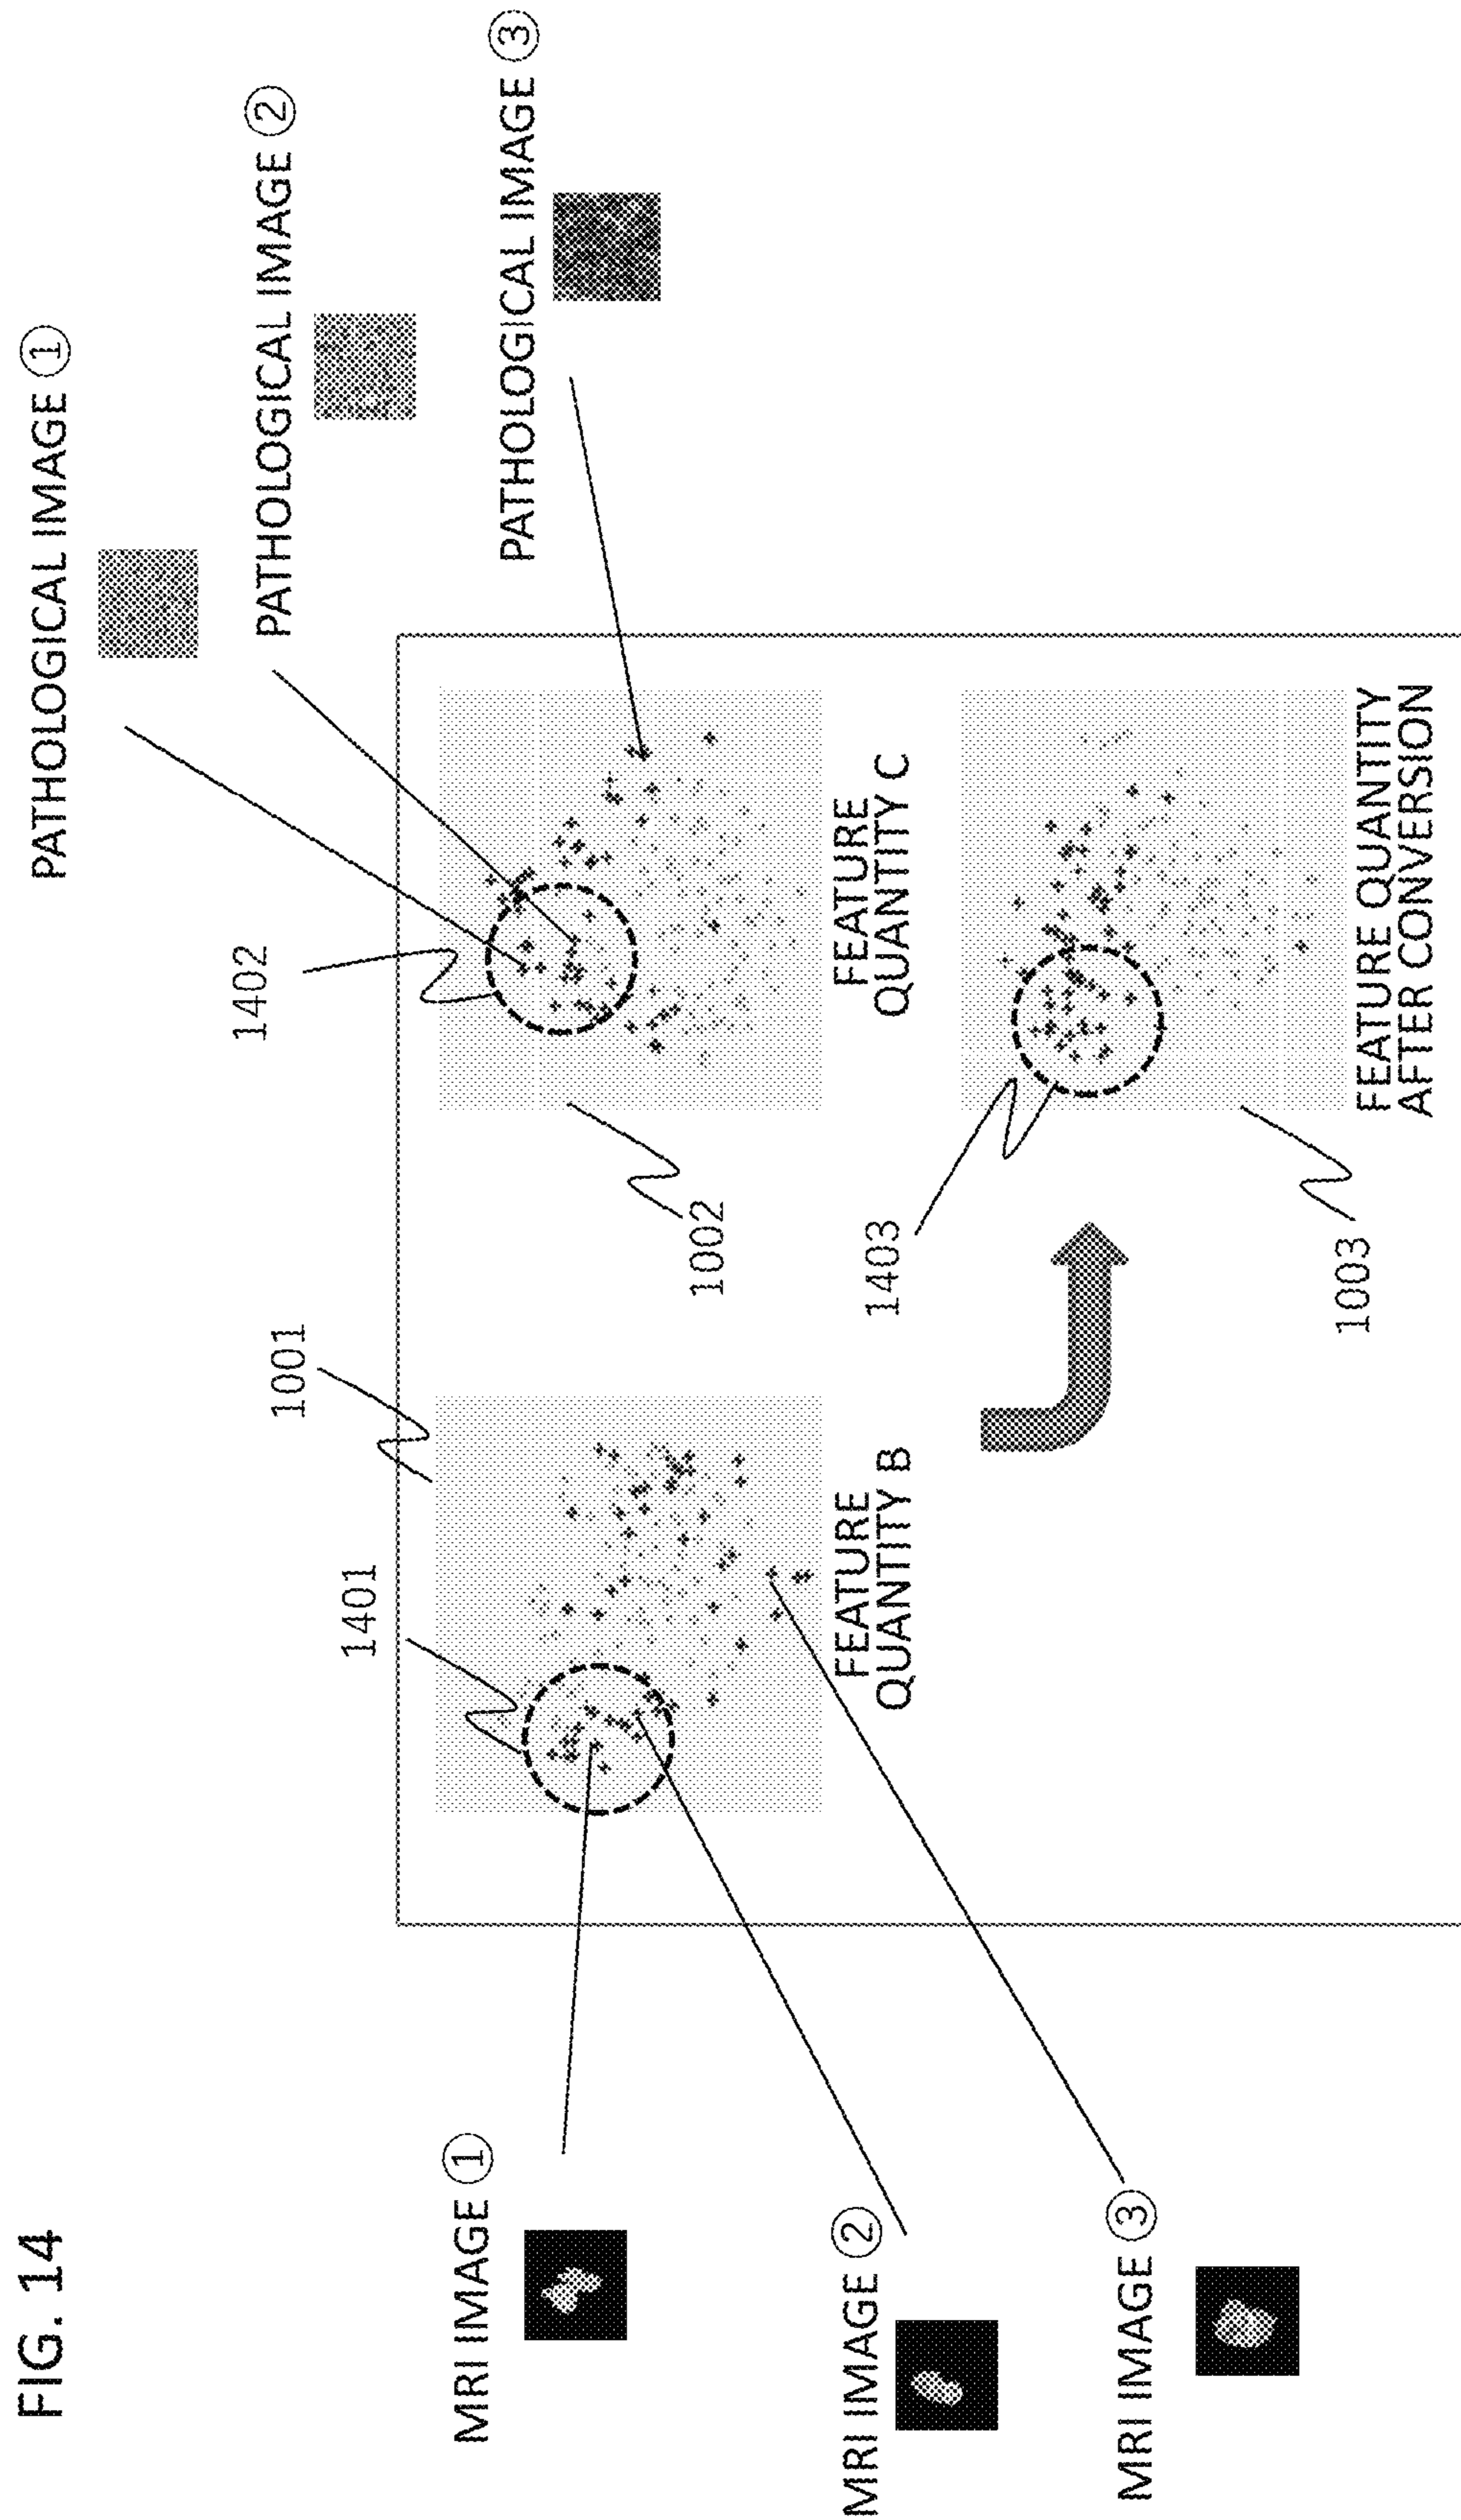 FIG. 14
PATHOLOGICAL IMAGE ①
PATHOLOGICAL IMAGE ②
PATHOLOGICAL IMAGE ③
MRI IMAGE ①
MRI IMAGE ②
MRI IMAGE ③
1401
1001
1402
1002
FEATURE
QUANTITY B
FEATURE
QUANTITY C
1403
1003
FEATURE QUANTITY
AFTER CONVERSION